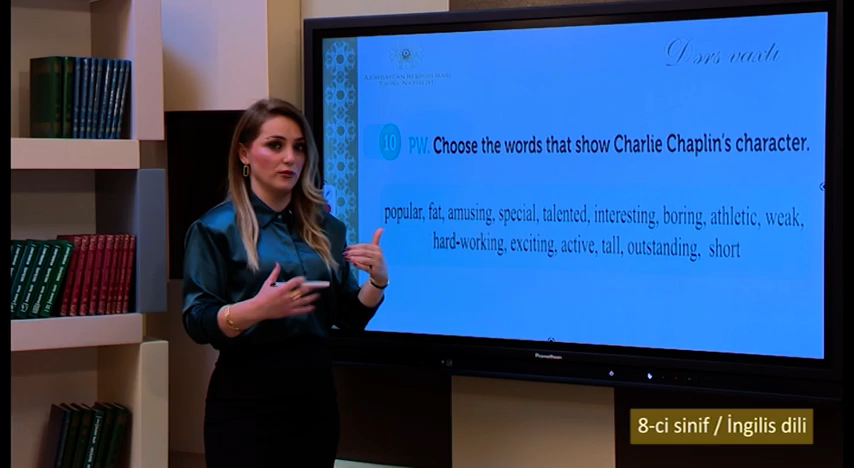 Dərs vaxtı
10 PW. Choose the words that show Charlie Chaplin's character.
popular, fat, amusing, special, talented, interesting, boring, athletic, weak,
hard-working, exciting, active, tall, outstanding, short
Promethean
8-ci sinif / İngilis dili